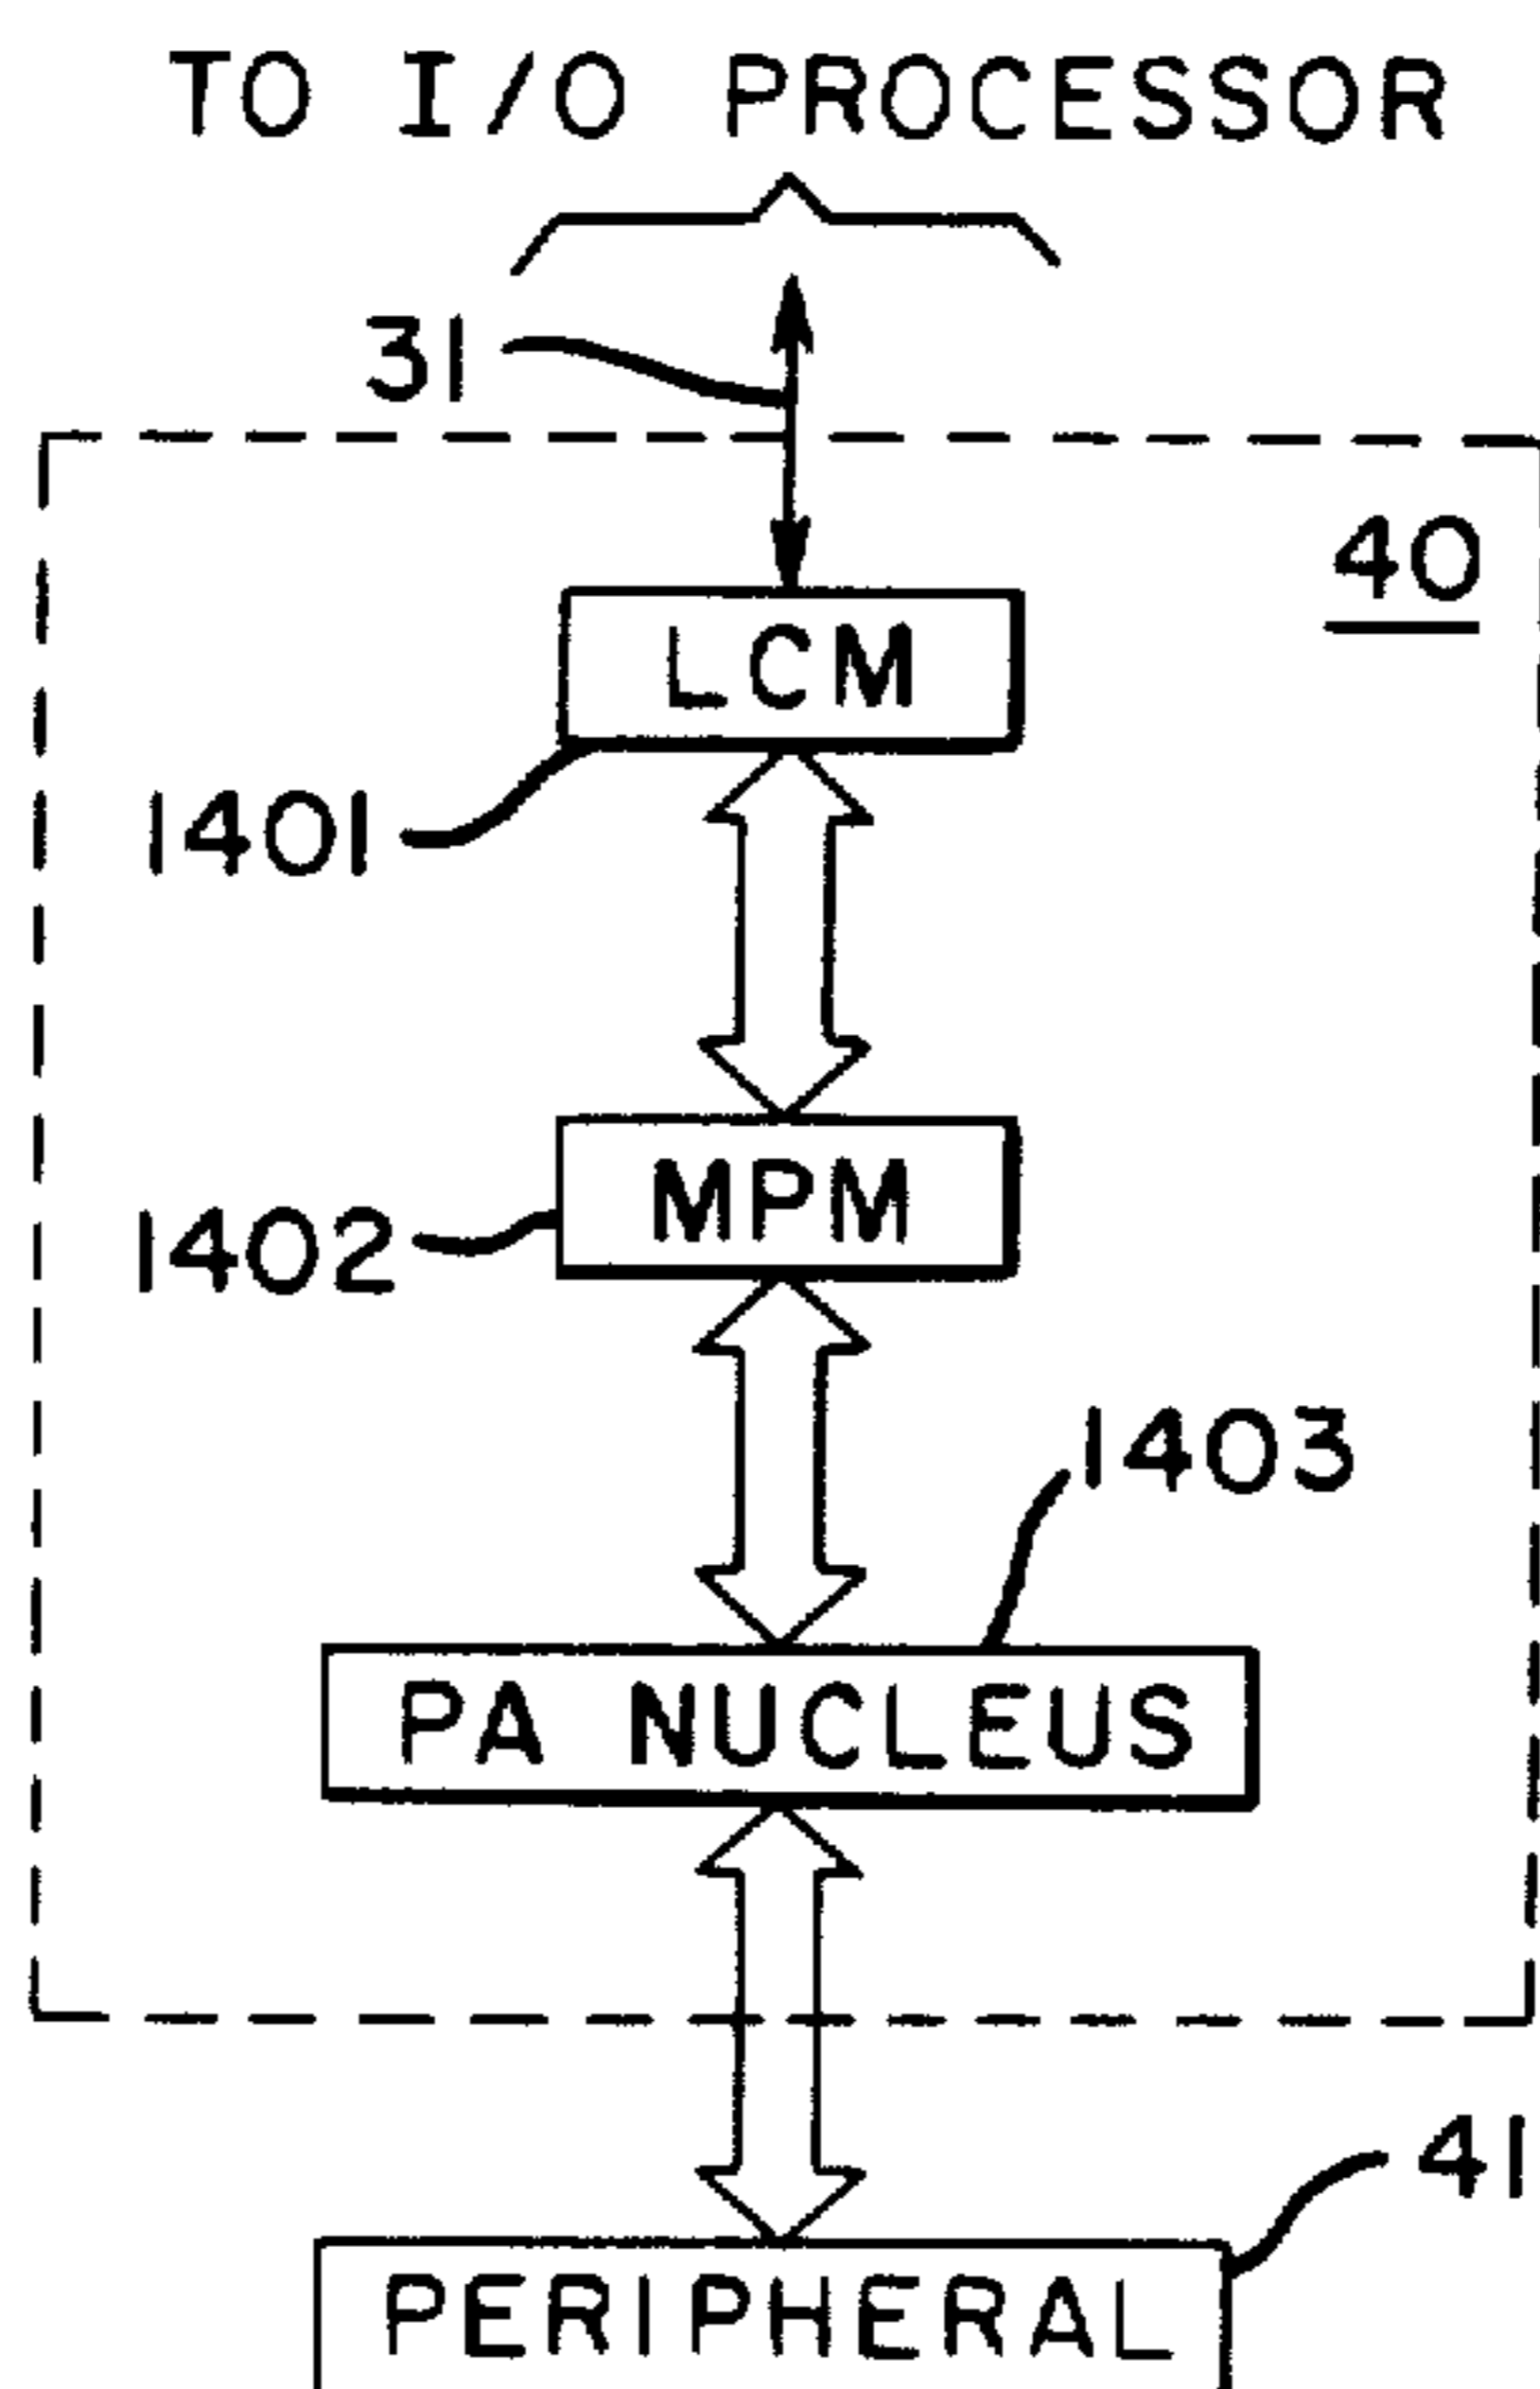 TO I/O PROCESSOR
31
40
LCM
1401
MPM
1402
1403
PA NUCLEUS
41
PERIPHERAL